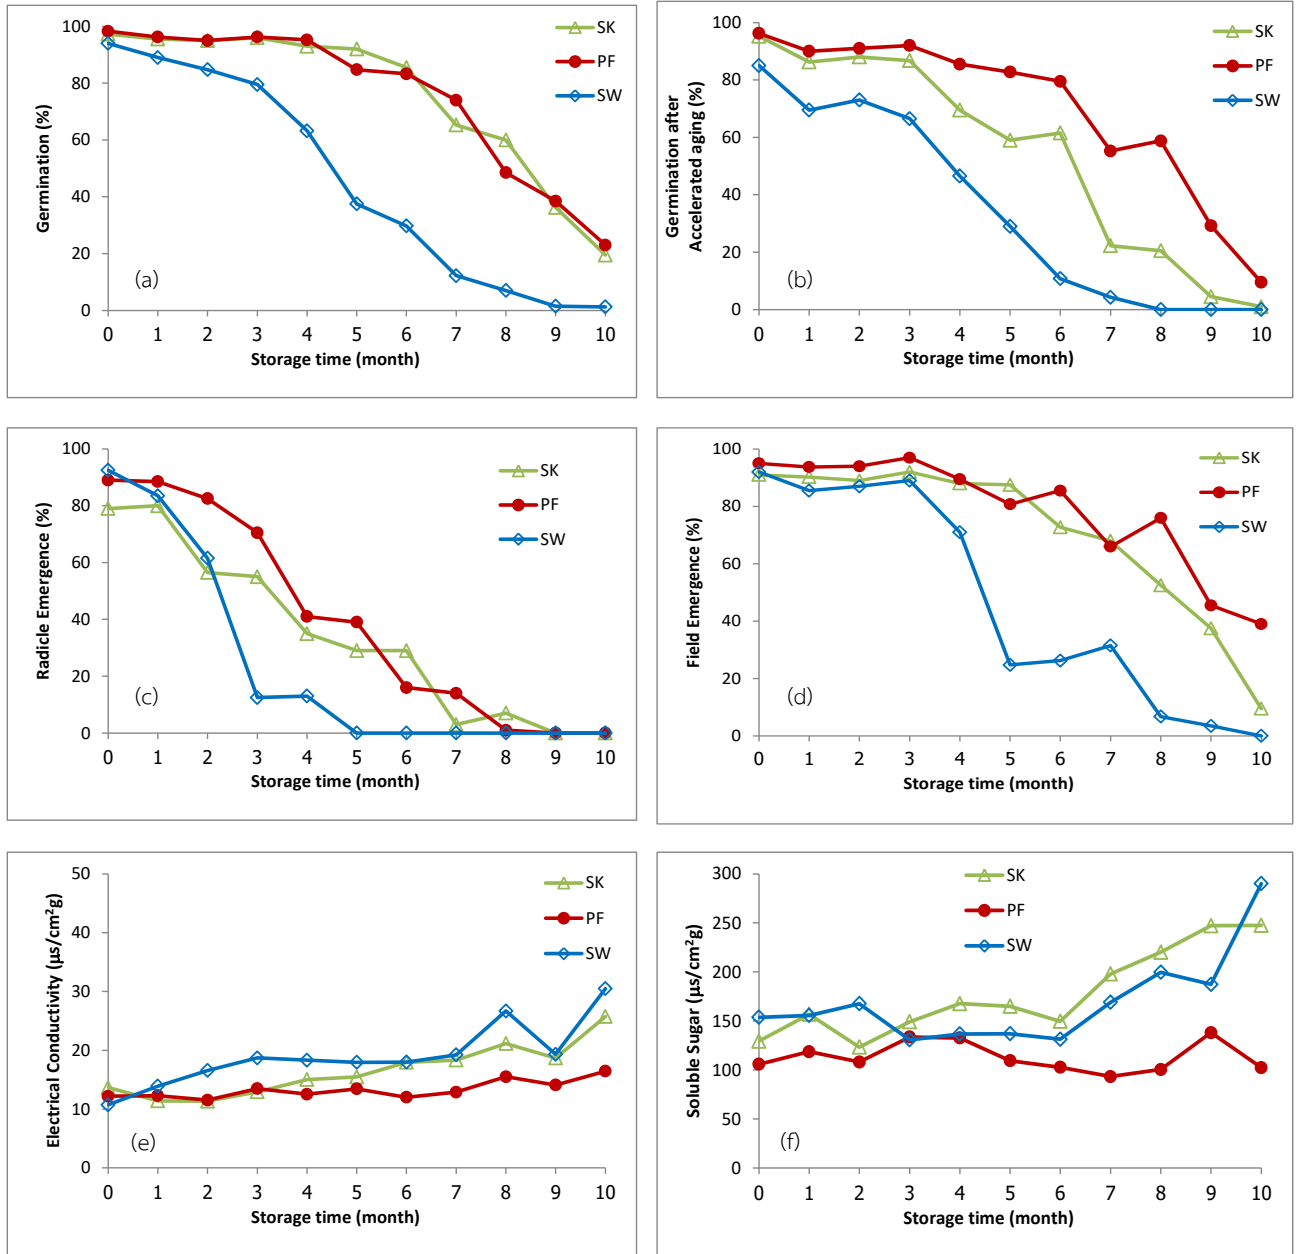 Germination (%)
100
80
60
40
20
0
SK
PF
SW
(a)
0 1 2 3 4 5 6 7 8 9 10
Storage time (month)
Germination after
Accelerated aging (%)
100
80
60
40
20
0
SK
PF
SW
(b)
0 1 2 3 4 5 6 7 8 9 10
Storage time (month)
Radicle Emergence (%)
100
80
60
40
20
0
SK
PF
SW
(c)
0 1 2 3 4 5 6 7 8 9 10
Storage time (month)
Field Emergence (%)
100
80
60
40
20
0
SK
PF
SW
(d)
0 1 2 3 4 5 6 7 8 9 10
Storage time (month)
Electrical Conductivity (µs/cm²g)
50
40
30
20
10
0
SK
PF
SW
(e)
0 1 2 3 4 5 6 7 8 9 10
Storage time (month)
Soluble Sugar (µs/cm²g)
300
250
200
150
100
50
0
SK
PF
SW
(f)
0 1 2 3 4 5 6 7 8 9 10
Storage time (month)